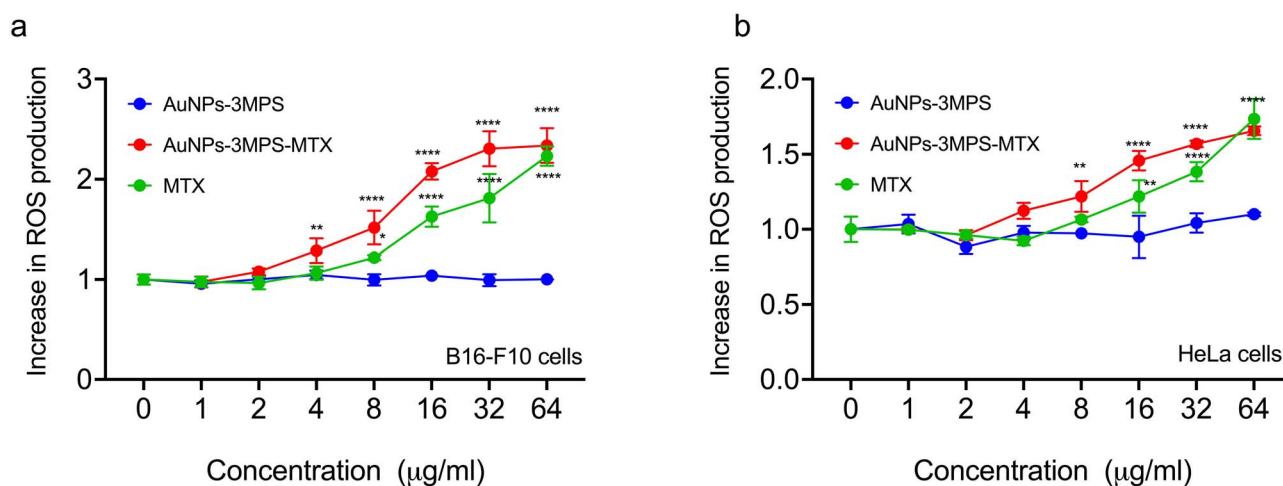 a
Increase in ROS production
3
2
1
0
AuNPs-3MPS
AuNPs-3MPS-MTX
MTX
**
****
*
****
****
****
****
****
****
B16-F10 cells
0 1 2 4 8 16 32 64
Concentration (μg/ml)
b
Increase in ROS production
2.0
1.5
1.0
0.5
0.0
AuNPs-3MPS
AuNPs-3MPS-MTX
MTX
**
****
**
****
****
****
HeLa cells
0 1 2 4 8 16 32 64
Concentration (μg/ml)